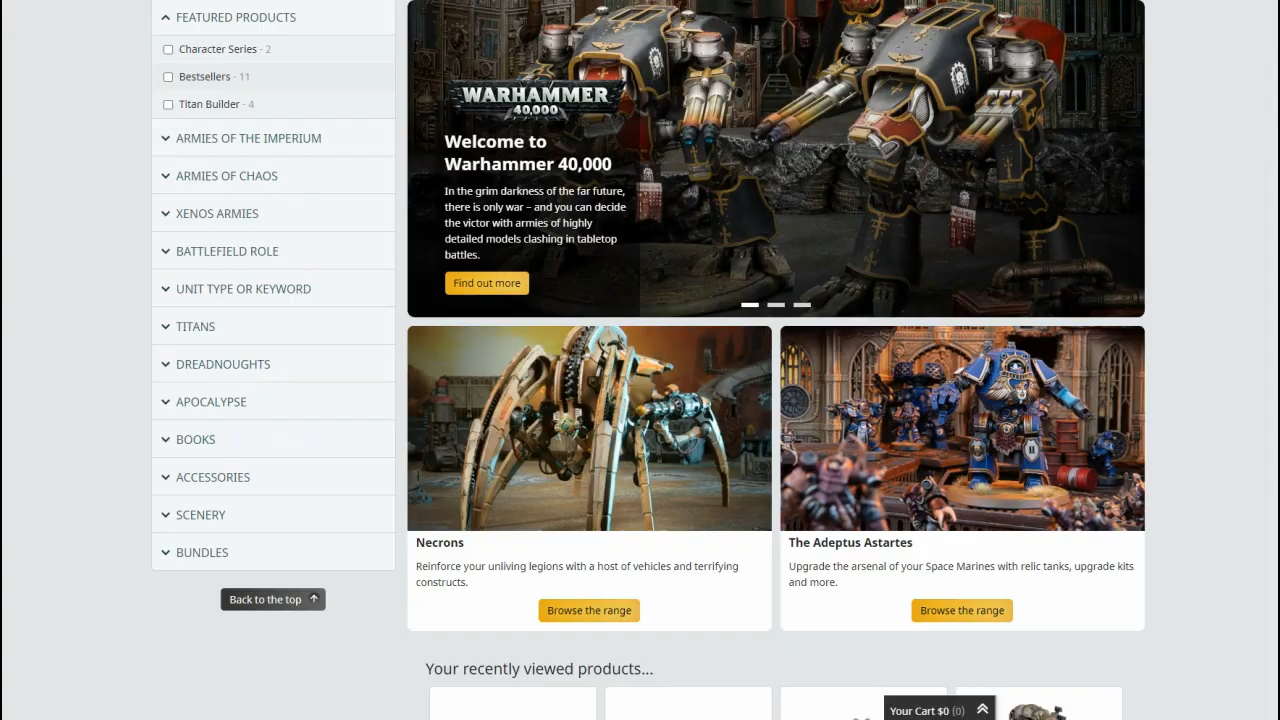 FEATURED PRODUCTS
Character Series - 2
Bestsellers - 11
Titan Builder - 4
ARMIES OF THE IMPERIUM
ARMIES OF CHAOS
XENOS ARMIES
BATTLEFIELD ROLE
UNIT TYPE OR KEYWORD
TITANS
DREADNOUGHTS
APOCALYPSE
BOOKS
ACCESSORIES
SCENERY
BUNDLES
Back to the top
WARHAMMER
40,000
Welcome to
Warhammer 40,000
In the grim darkness of the far future,
there is only war – and you can decide
the victor with armies of highly
detailed models clashing in tabletop
battles.
Find out more
Necrons
Reinforce your unliving legions with a host of vehicles and terrifying
constructs.
Browse the range
The Adeptus Astartes
Upgrade the arsenal of your Space Marines with relic tanks, upgrade kits
and more.
Browse the range
Your recently viewed products...
Your Cart $0 (0)